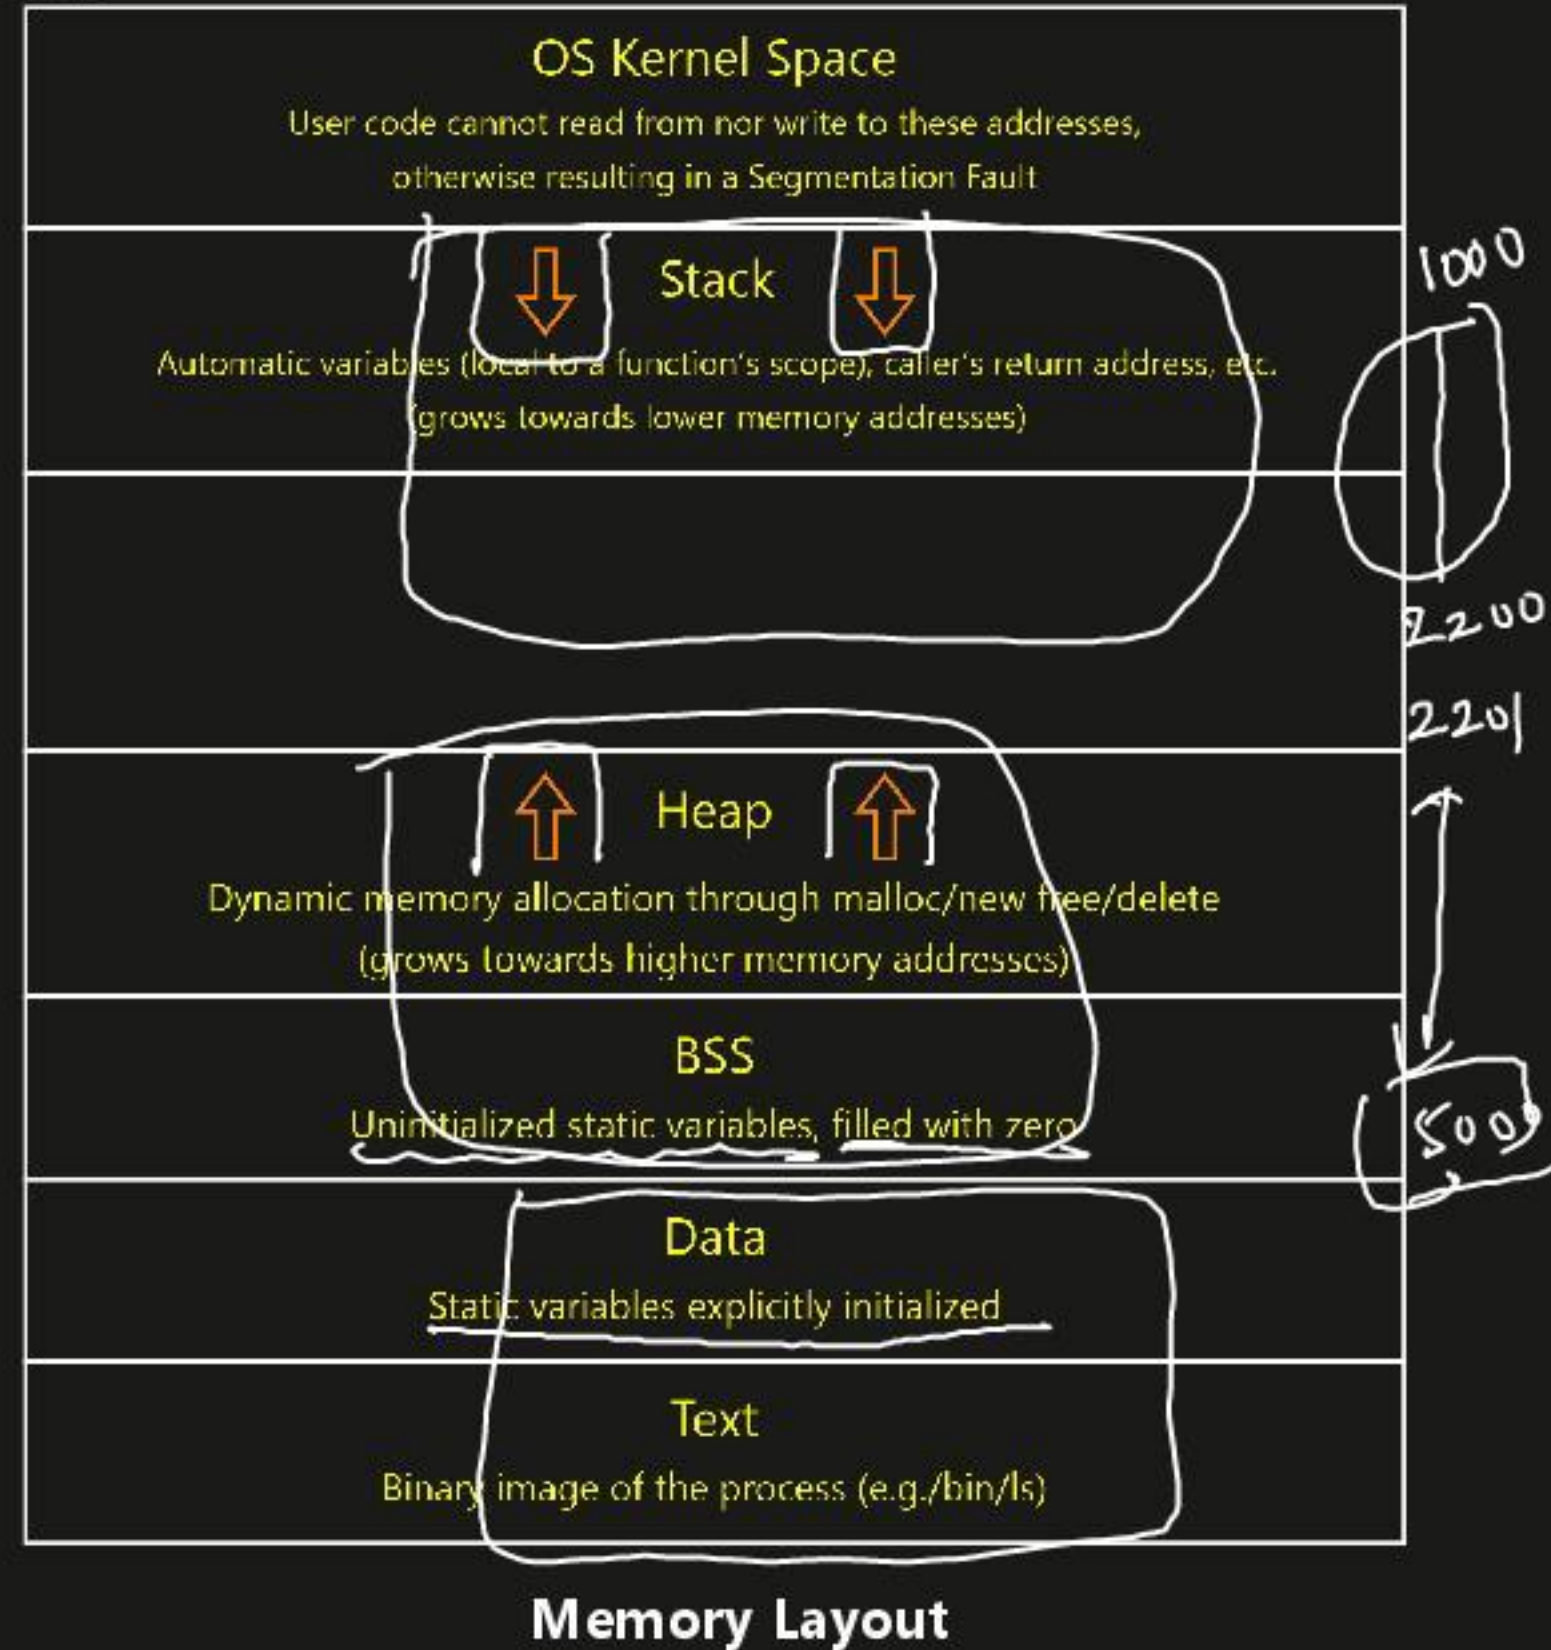 OS Kernel Space
User code cannot read from nor write to these addresses,
otherwise resulting in a Segmentation Fault
Stack
1000
Automatic variables (local to a function's scope), caller's return address, etc.
(grows towards lower memory addresses)
2200
2201
Heap
Dynamic memory allocation through malloc/new free/delete
(grows towards higher memory addresses)
BSS
Uninitialized static variables, filled with zero
5000
Data
Static variables explicitly initialized
Text
Binary image of the process (e.g./bin/ls)
Memory Layout